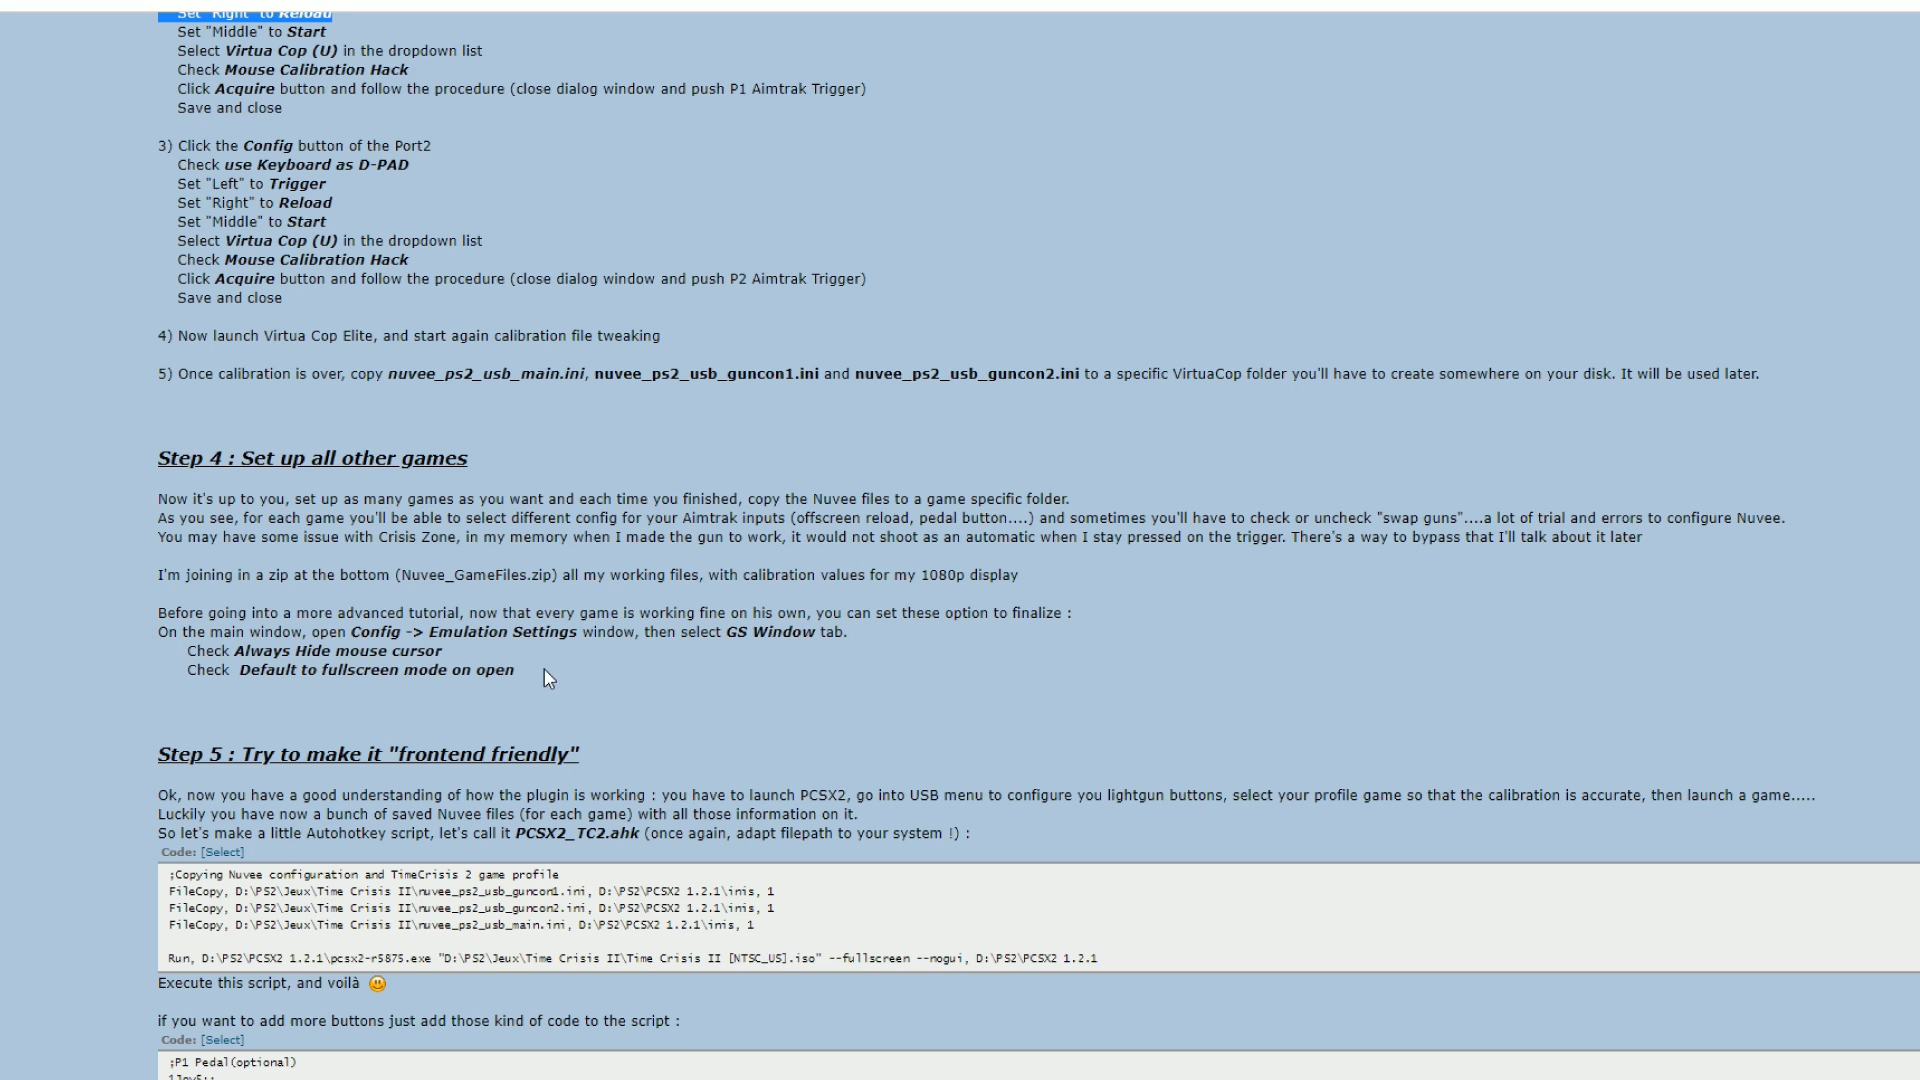 Set "Right" to Reload
Set "Middle" to Start
Select Virtua Cop (U) in the dropdown list
Check Mouse Calibration Hack
Click Acquire button and follow the procedure (close dialog window and push P1 Aimtrak Trigger)
Save and close
3) Click the Config button of the Port2
Check use Keyboard as D-PAD
Set "Left" to Trigger
Set "Right" to Reload
Set "Middle" to Start
Select Virtua Cop (U) in the dropdown list
Check Mouse Calibration Hack
Click Acquire button and follow the procedure (close dialog window and push P2 Aimtrak Trigger)
Save and close
4) Now launch Virtua Cop Elite, and start again calibration file tweaking
5) Once calibration is over, copy nuvee_ps2_usb_main.ini, nuvee_ps2_usb_guncon1.ini and nuvee_ps2_usb_guncon2.ini to a specific VirtuaCop folder you'll have to create somewhere on your disk. It will be used later.
Step 4 : Set up all other games
Now it's up to you, set up as many games as you want and each time you finished, copy the Nuvee files to a game specific folder.
As you see, for each game you'll be able to select different config for your Aimtrak inputs (offscreen reload, pedal button....) and sometimes you'll have to check or uncheck "swap guns"....a lot of trial and errors to configure Nuvee.
You may have some issue with Crisis Zone, in my memory when I made the gun to work, it would not shoot as an automatic when I stay pressed on the trigger. There's a way to bypass that I'll talk about it later
I'm joining in a zip at the bottom (Nuvee_GameFiles.zip) all my working files, with calibration values for my 1080p display
Before going into a more advanced tutorial, now that every game is working fine on his own, you can set these option to finalize :
On the main window, open Config -> Emulation Settings window, then select GS Window tab.
Check Always Hide mouse cursor
Check Default to fullscreen mode on open
Step 5 : Try to make it "frontend friendly"
Ok, now you have a good understanding of how the plugin is working : you have to launch PCSX2, go into USB menu to configure you lightgun buttons, select your profile game so that the calibration is accurate, then launch a game.....
Luckily you have now a bunch of saved Nuvee files (for each game) with all those information on it.
So let's make a little Autohotkey script, let's call it PCSX2_TC2.ahk (once again, adapt filepath to your system !) :
Code: [Select]
;Copying Nuvee configuration and TimeCrisis 2 game profile
FileCopy, D:\PS2\Jeux\Time Crisis II\nuvee_ps2_usb_guncon1.ini, D:\PS2\PCSX2 1.2.1\inis, 1
FileCopy, D:\PS2\Jeux\Time Crisis II\nuvee_ps2_usb_guncon2.ini, D:\PS2\PCSX2 1.2.1\inis, 1
FileCopy, D:\PS2\Jeux\Time Crisis II\nuvee_ps2_usb_main.ini, D:\PS2\PCSX2 1.2.1\inis, 1
Run, D:\PS2\PCSX2 1.2.1\pcsx2-r5875.exe "D:\PS2\Jeux\Time Crisis II\Time Crisis II [NTSC_US].iso" --fullscreen --nogui, D:\PS2\PCSX2 1.2.1
Execute this script, and voilà
if you want to add more buttons just add those kind of code to the script :
Code: [Select]
;P1 Pedal(optional)
1Joy5::